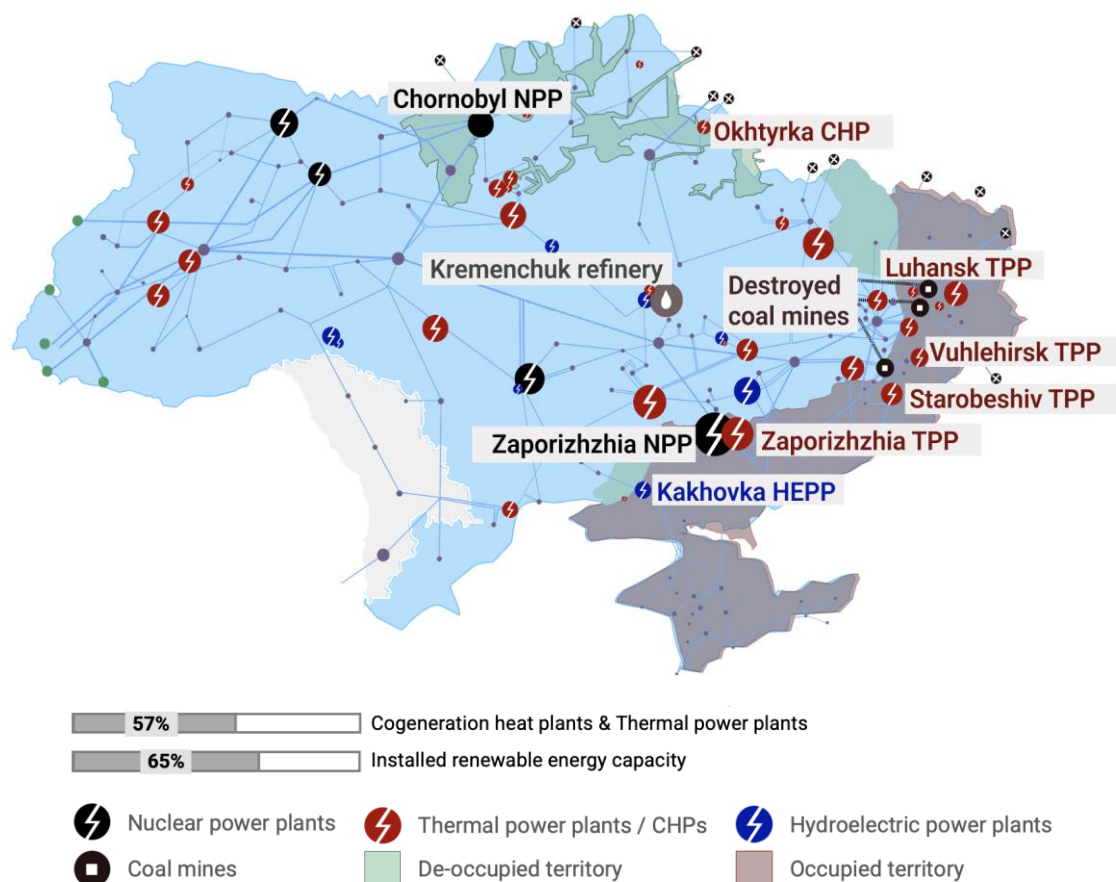 Chornobyl NPP
Okhtyrka CHP
Kremenchuk refinery
Luhansk TPP
Destroyed
coal mines
Vuhlehirsk TPP
Starobeshiv TPP
Zaporizhzhia NPP
Zaporizhzhia TPP
Kakhovka HEPP
57%
Cogeneration heat plants & Thermal power plants
65%
Installed renewable energy capacity
Nuclear power plants
Thermal power plants / CHPs
Hydroelectric power plants
Coal mines
De-occupied territory
Occupied territory